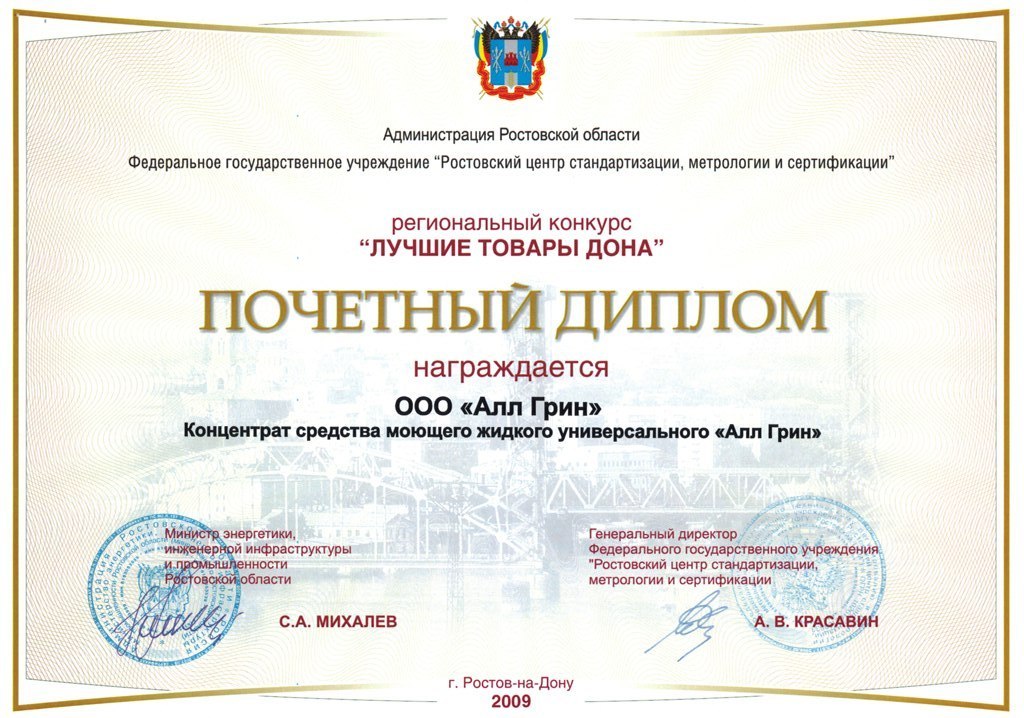 Администрация Ростовской области
Федеральное государственное учреждение “Ростовский центр стандартизации, метрологии и сертификации”
региональный конкурс
“ЛУЧШИЕ ТОВАРЫ ДОНА”
ПОЧЕТНЫЙ ДИПЛОМ
награждается
ООО «Алл Грин»
Концентрат средства моющего жидкого универсального «Алл Грин»
Министр энергетики,
инженерной инфраструктуры
и промышленности
Ростовской области
С.А. МИХАЛЕВ
Генеральный директор
Федерального государственного учреждения
"Ростовский центр стандартизации,
метрологии и сертификации
А. В. КРАСАВИН
г. Ростов-на-Дону
2009